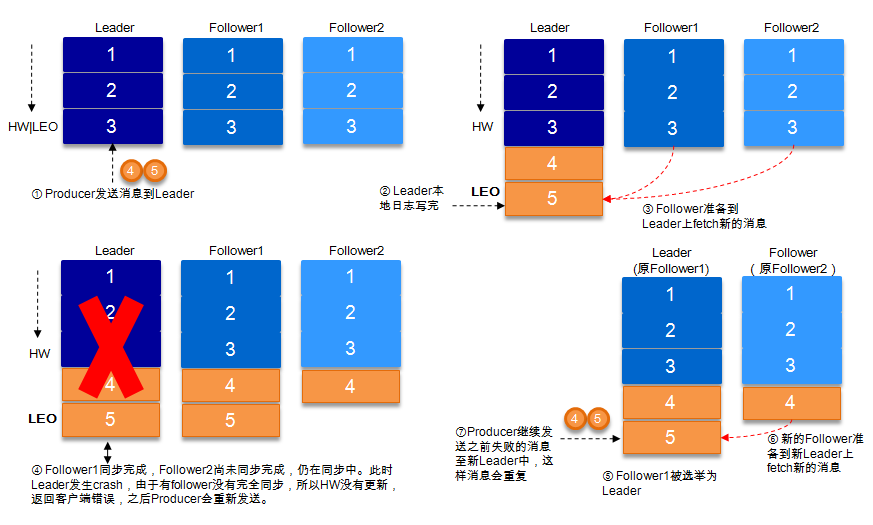 Leader Follower1 Follower2
1 1 1
2 2 2
HW|LEO 3 3 3
4 5
① Producer发送消息到Leader
Leader Follower1 Follower2
1 1 1
2 2 2
HW 3 3 3
4
② Leader本
地日志写完
LEO 5
③ Follower准备到
Leader上fetch新的消息
Leader Follower1 Follower2
1 1 1
2 2 2
HW 3 3 3
4 4 4
LEO 5 5
④ Follower1同步完成，Follower2尚未同步完成，仍在同步中。此时
Leader发生crash，由于有follower没有完全同步，所以HW没有更新，
返回客户端错误，之后Producer会重新发送。
Leader Follower
(原Follower1) （原Follower2）
1 1
2 2
3 3
4 4
5
4 5
⑦Producer继续发
送之前失败的消息
至新Leader中，这
样消息会重复
⑤ Follower1被选举为
Leader
⑥ 新的Follower准
备到新Leader上
fetch新的消息